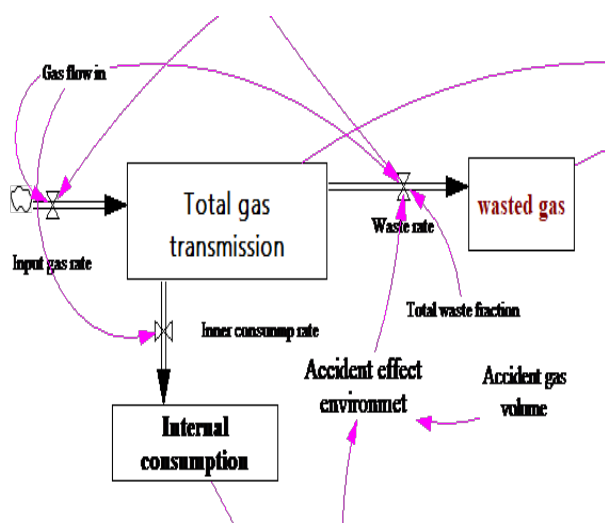 Gas flow in
Total gas
transmission
wasted gas
Waste rate
Input gas rate
Total waste fraction
Inner consump rate
Accident effect
environmet
Accident gas
volume
Internal
consumption